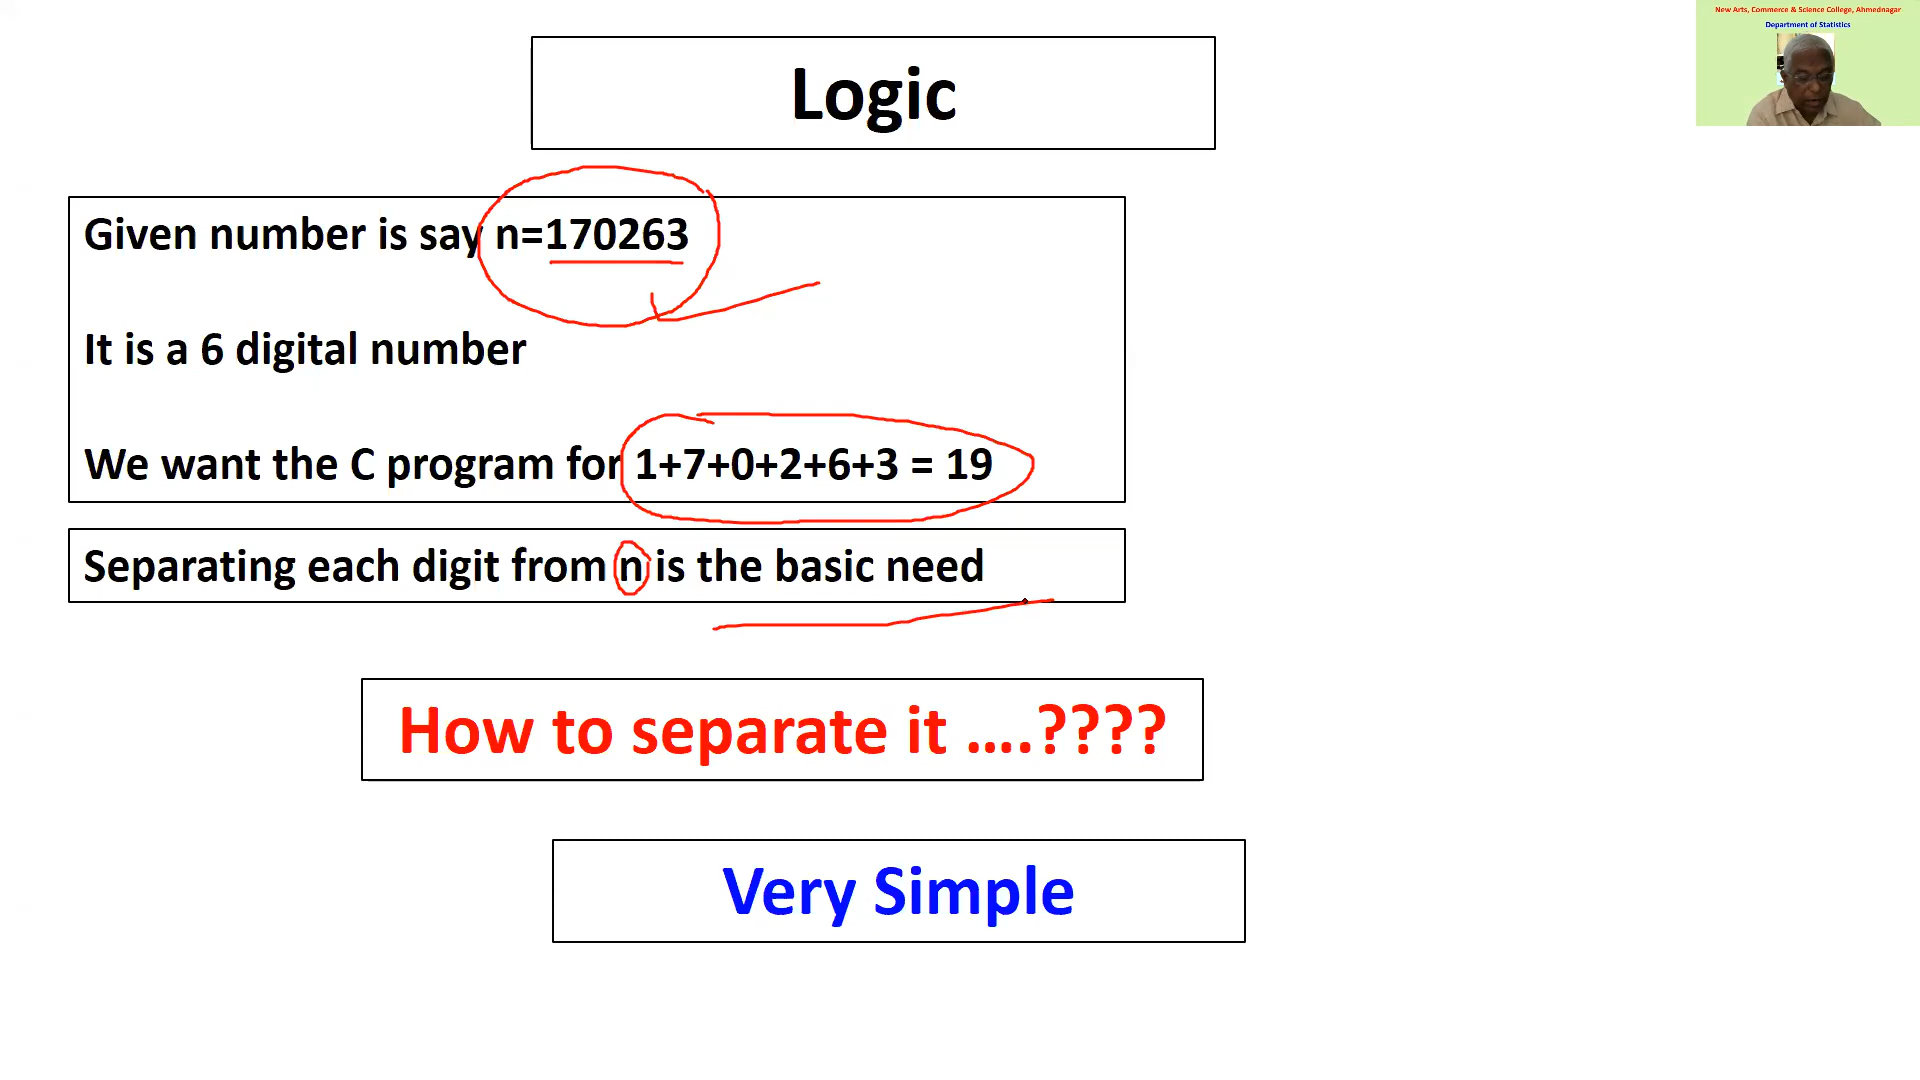 New Arts, Commerce & Science College, Ahmednagar
Department of Statistics
Logic
Given number is say n=170263
It is a 6 digital number
We want the C program for 1+7+0+2+6+3 = 19
Separating each digit from n is the basic need
How to separate it ....????
Very Simple